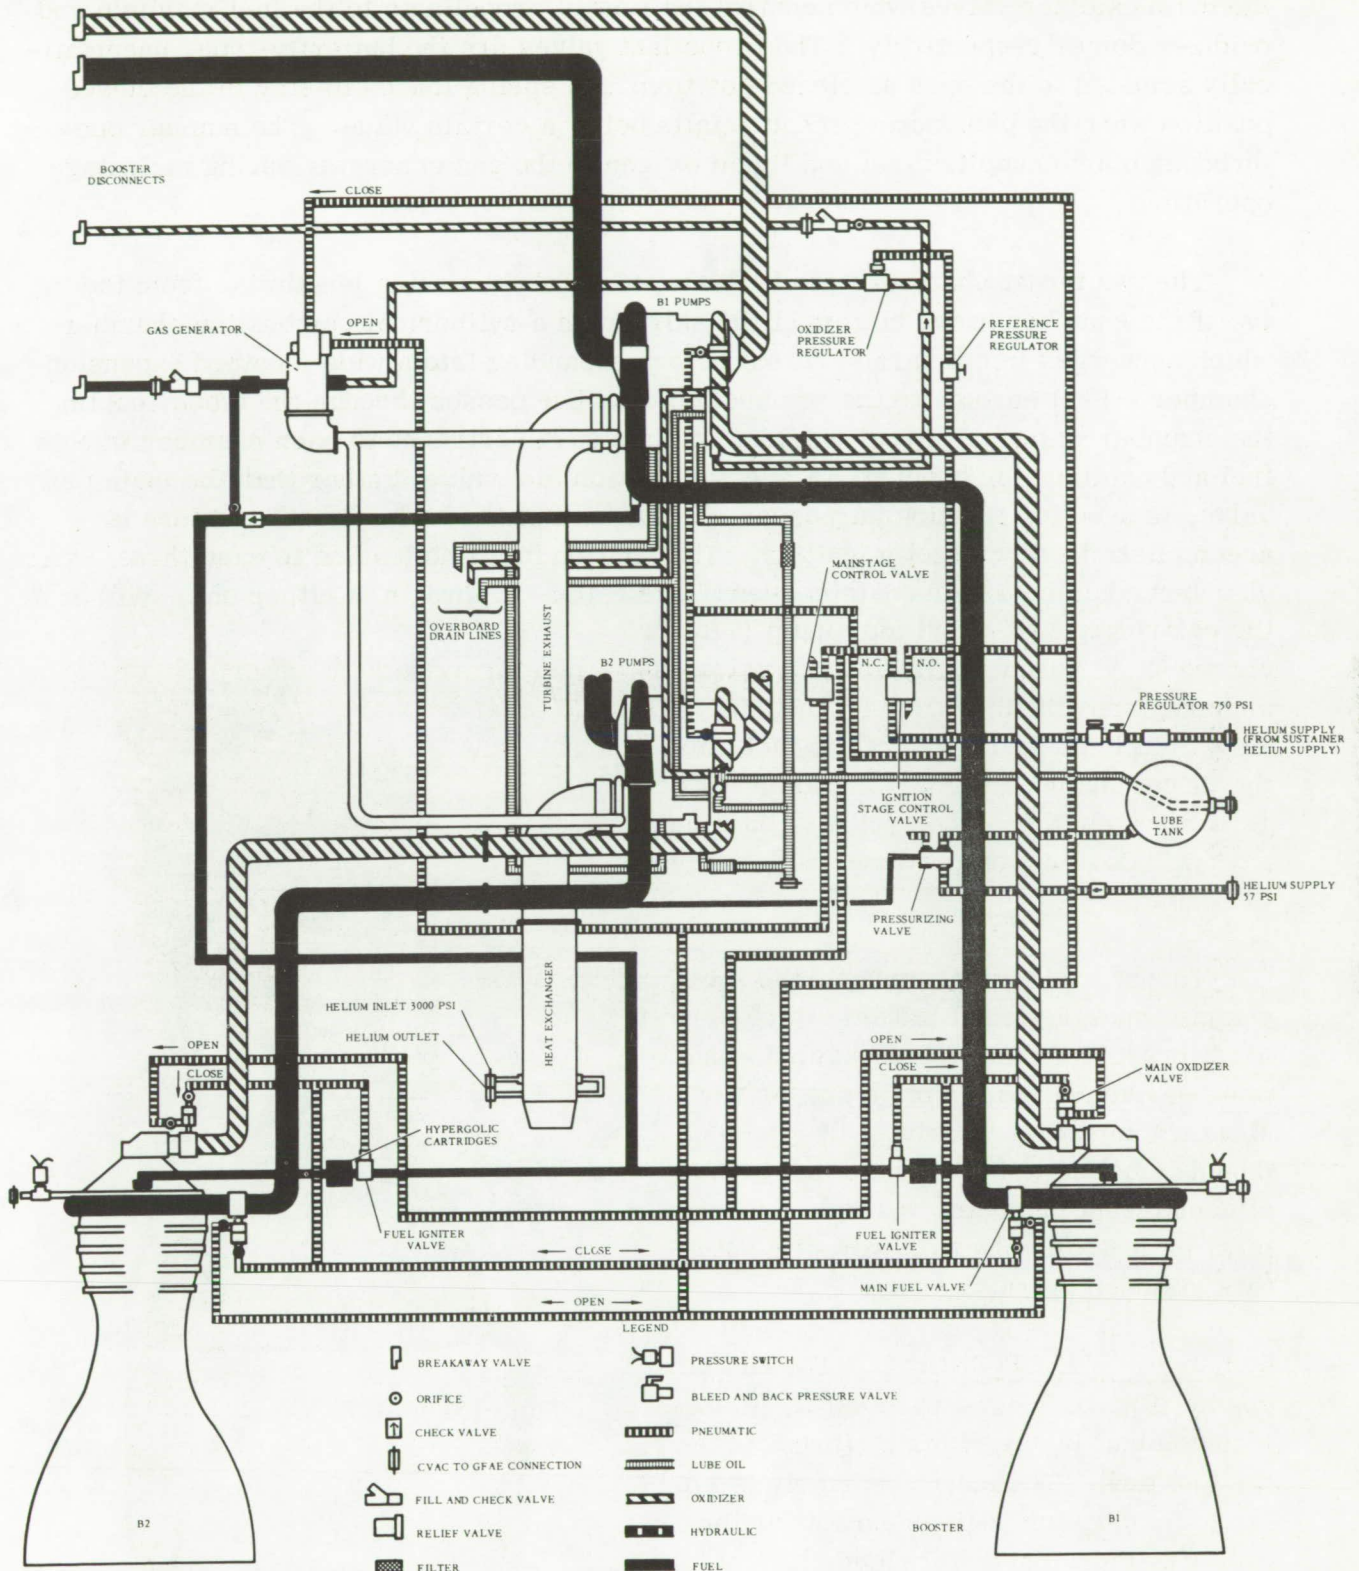 BOOSTER
DISCONNECTS
← CLOSE
GAS GENERATOR
← OPEN
B1 PUMPS
OXIDIZER
PRESSURE
REGULATOR
REFERENCE
PRESSURE
REGULATOR
OVERBOARD
DRAIN LINES
TURBINE EXHAUST
MAINSTAGE
CONTROL VALVE
B2 PUMPS
N.C.
N.O.
PRESSURE
REGULATOR 750 PSI
HELIUM SUPPLY
(FROM SUSTAINER
HELIUM SUPPLY)
IGNITION
STAGE CONTROL
VALVE
LUBE
TANK
PRESSURIZING
VALVE
HELIUM SUPPLY
57 PSI
HELIUM INLET 3000 PSI
HELIUM OUTLET
HEAT EXCHANGER
← OPEN
↓ CLOSE
OPEN →
CLOSE →
MAIN OXIDIZER
VALVE
HYPERGOLIC
CARTRIDGES
FUEL IGNITER
VALVE
FUEL IGNITER
VALVE
← CLOSE →
MAIN FUEL VALVE
← OPEN →
LEGEND
BREAKAWAY VALVE
ORIFICE
CHECK VALVE
CVAC TO GFAE CONNECTION
FILL AND CHECK VALVE
RELIEF VALVE
FILTER
PRESSURE SWITCH
BLEED AND BACK PRESSURE VALVE
PNEUMATIC
LUBE OIL
OXIDIZER
HYDRAULIC
FUEL
B2
BOOSTER
B1